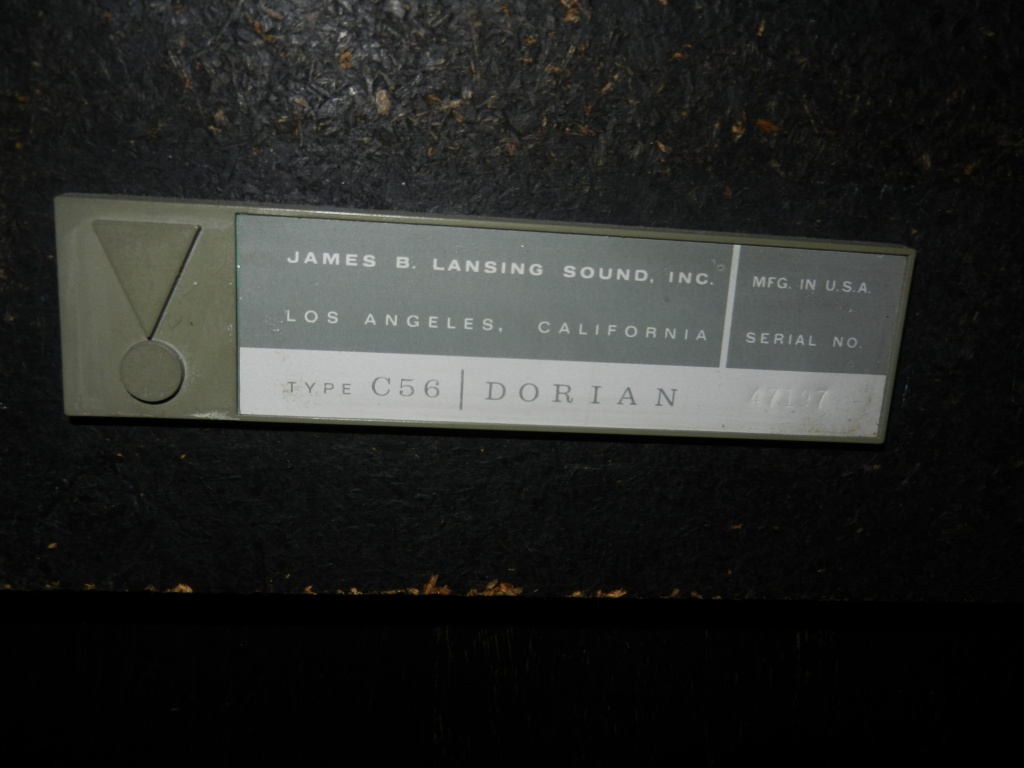 JAMES B. LANSING SOUND, INC.
LOS ANGELES, CALIFORNIA
MFG. IN U.S.A.
SERIAL NO.
TYPE C56 | DORIAN